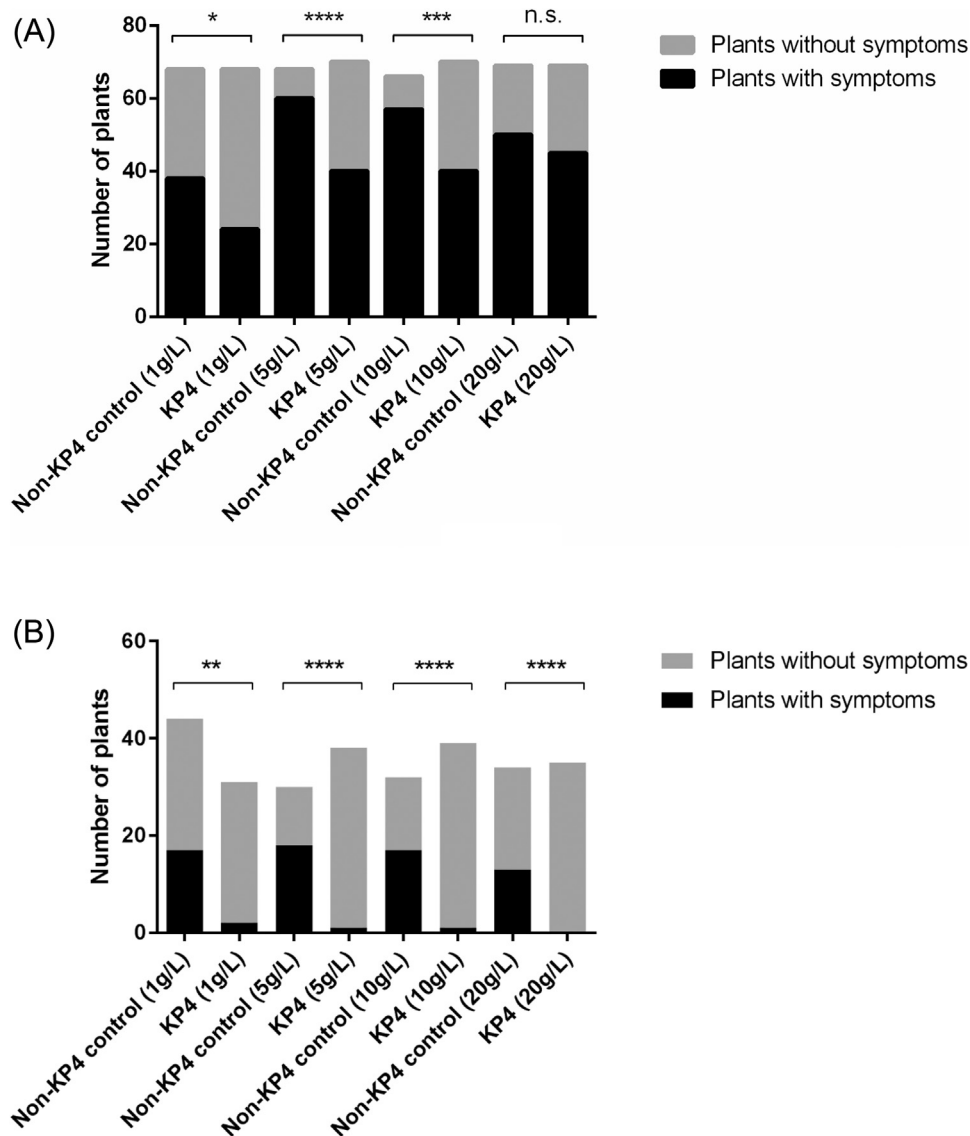 (A)
* **** *** n.s.
Plants without symptoms
Plants with symptoms
Number of plants
80
60
40
20
0
Non-KP4 control (1g/L)
KP4 (1g/L)
Non-KP4 control (5g/L)
KP4 (5g/L)
Non-KP4 control (10g/L)
KP4 (10g/L)
Non-KP4 control (20g/L)
KP4 (20g/L)
(B)
** **** **** ****
Plants without symptoms
Plants with symptoms
Number of plants
60
40
20
0
Non-KP4 control (1g/L)
KP4 (1g/L)
Non-KP4 control (5g/L)
KP4 (5g/L)
Non-KP4 control (10g/L)
KP4 (10g/L)
Non-KP4 control (20g/L)
KP4 (20g/L)